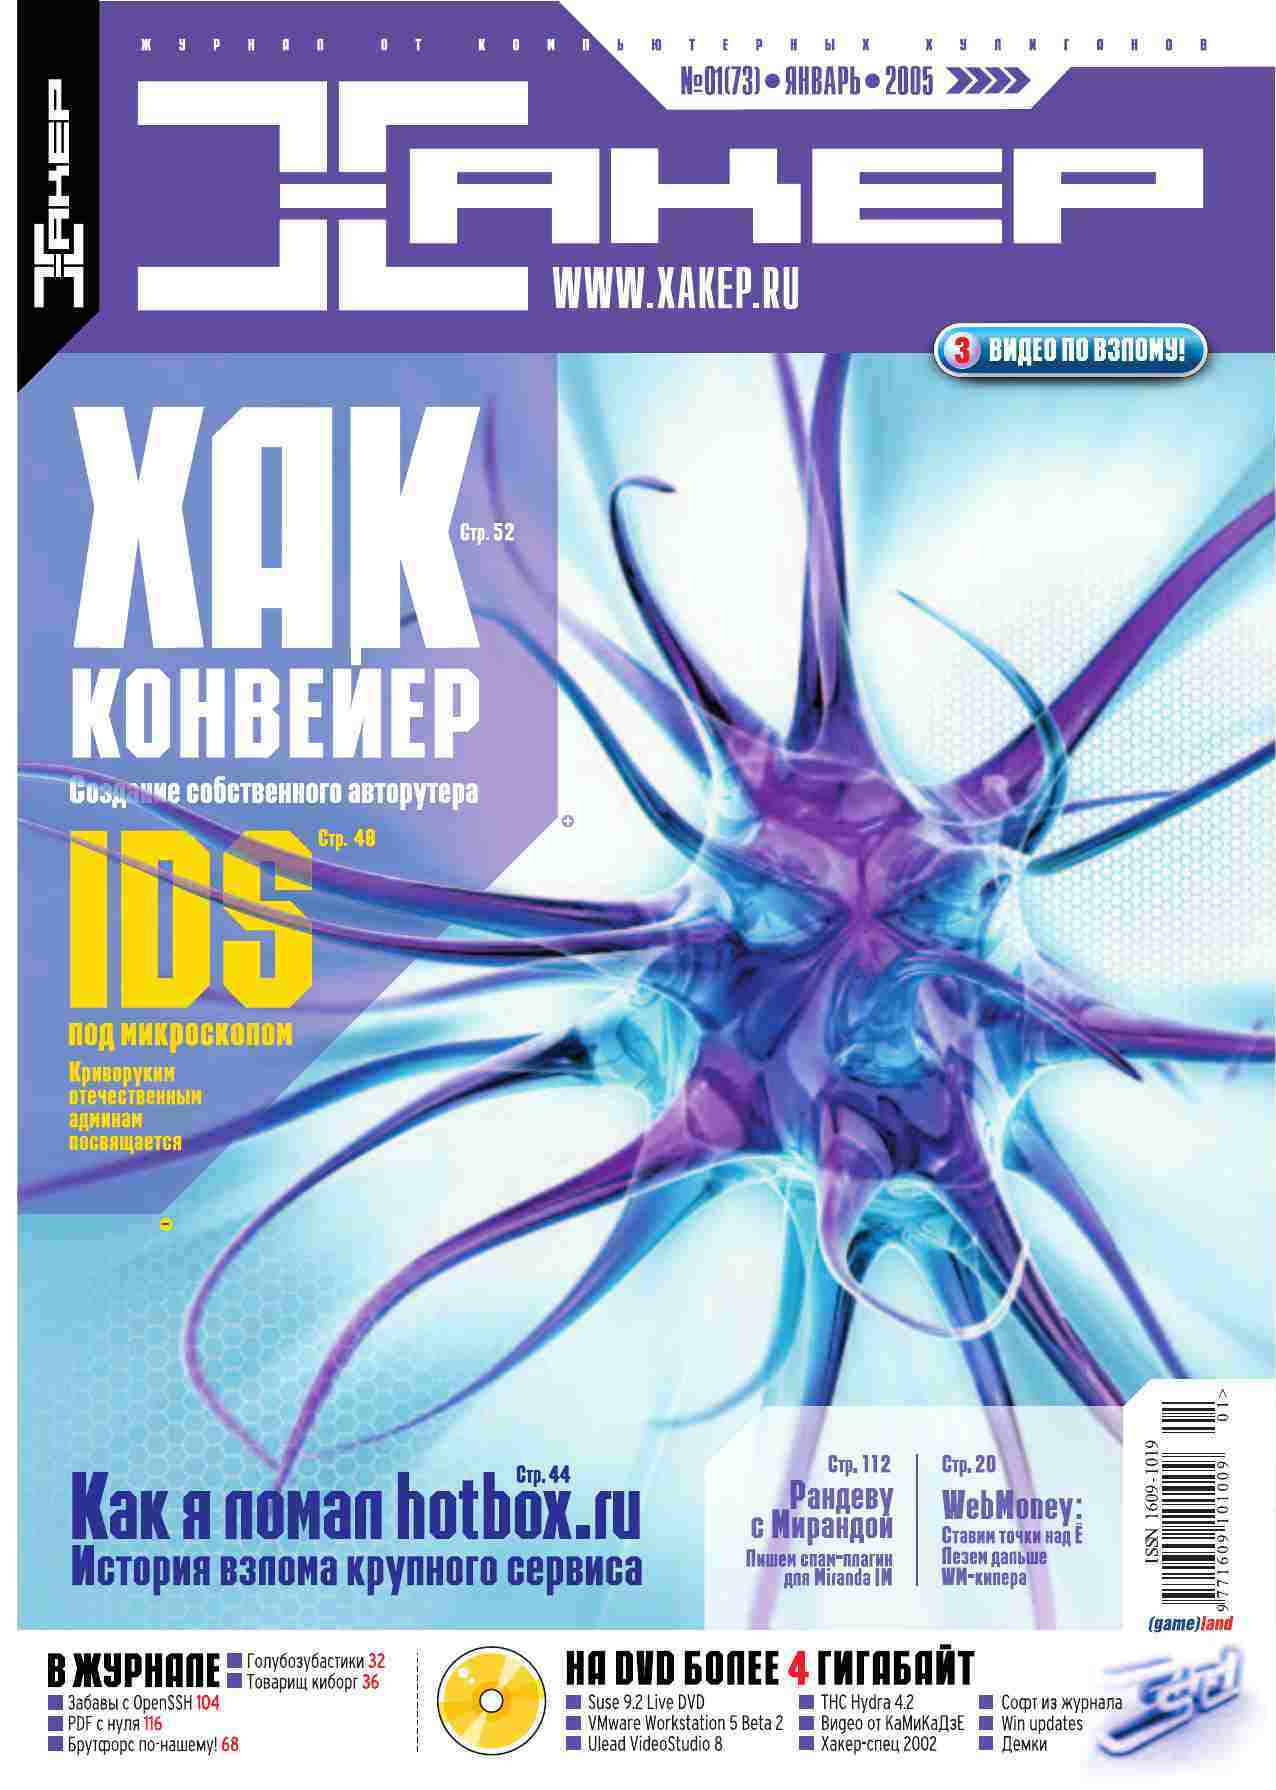 ЖУРНАЛ ОТ КОМПЬЮТЕРНЫХ ХУЛИГАНОВ
№01(73) • ЯНВАРЬ • 2005
ХАКЕР
ХАКЕР
WWW.XAKEP.RU
3 ВИДЕО ПО ВЗЛОМУ!
ХАК
Стр. 52
КОНВЕЙЕР
Создание собственного авторутера
IDS
Стр. 48
под микроскопом
Криворуким
отечественным
админам
посвящается
Стр. 44
Как я ломал hotbox.ru
История взлома крупного сервиса
Стр. 112
Рандеву
с Мирандой
Пишем спам-плагин
для Miranda IM
Стр. 20
WebMoney:
Ставим точки над Ё
Лезем дальше
WM-кипера
ISSN 1609-1019
9 771609 101009
01>
(game)land
В ЖУРНАЛЕ
Голубозубастики 32
Товарищ киборг 36
Забавы с OpenSSH 104
PDF с нуля 116
Брутфорс по-нашему! 68
НА DVD БОЛЕЕ 4 ГИГАБАЙТ
Suse 9.2 Live DVD
VMware Workstation 5 Beta 2
Ulead VideoStudio 8
THC Hydra 4.2
Видео от КаМиКаДзЕ
Хакер-спец 2002
Софт из журнала
Win updates
Демки